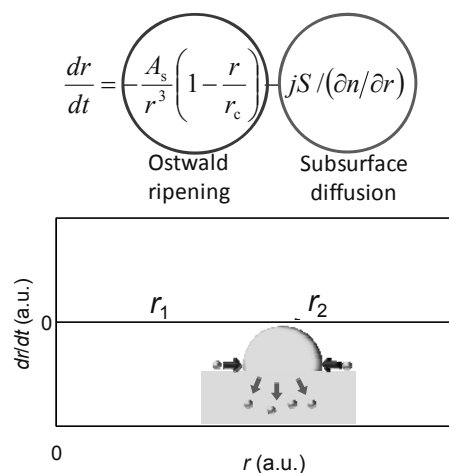 dr/dt = -A_s/r^3 (1 - r/r_c) - jS/(∂n/∂r)
Ostwald Subsurface
ripening diffusion
r_1 r_2
dr/dt (a.u.)
0
0
r (a.u.)